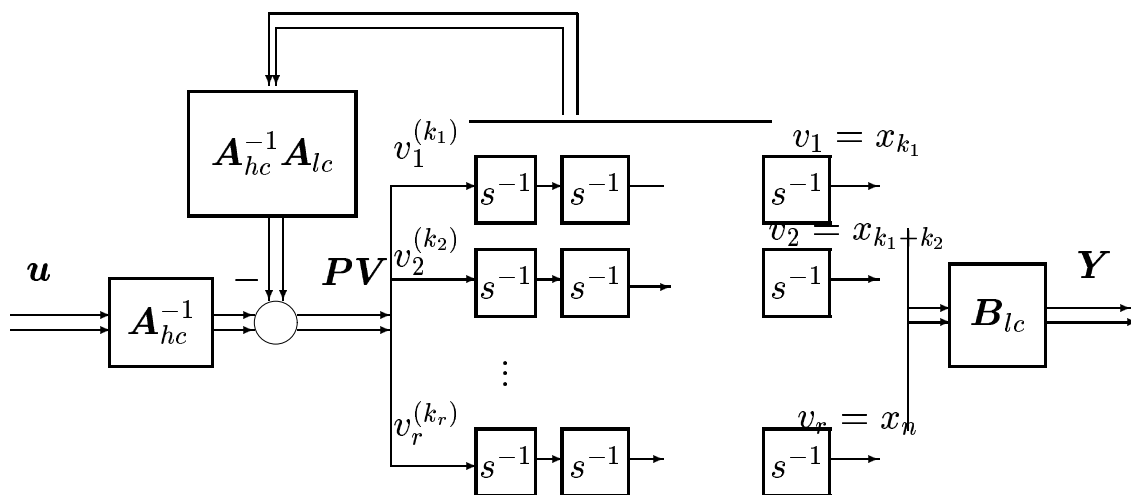 v_1^{(k_1)}
v_1 = x_{k_1}
A_{hc}^{-1} A_{lc}
s^{-1} s^{-1} s^{-1}
v_2^{(k_2)}
v_2 = x_{k_1+k_2}
u
−
PV
Y
s^{-1} s^{-1} s^{-1}
A_{hc}^{-1}
B_{lc}
⋮
v_r^{(k_r)}
v_r = x_n
s^{-1} s^{-1} s^{-1}